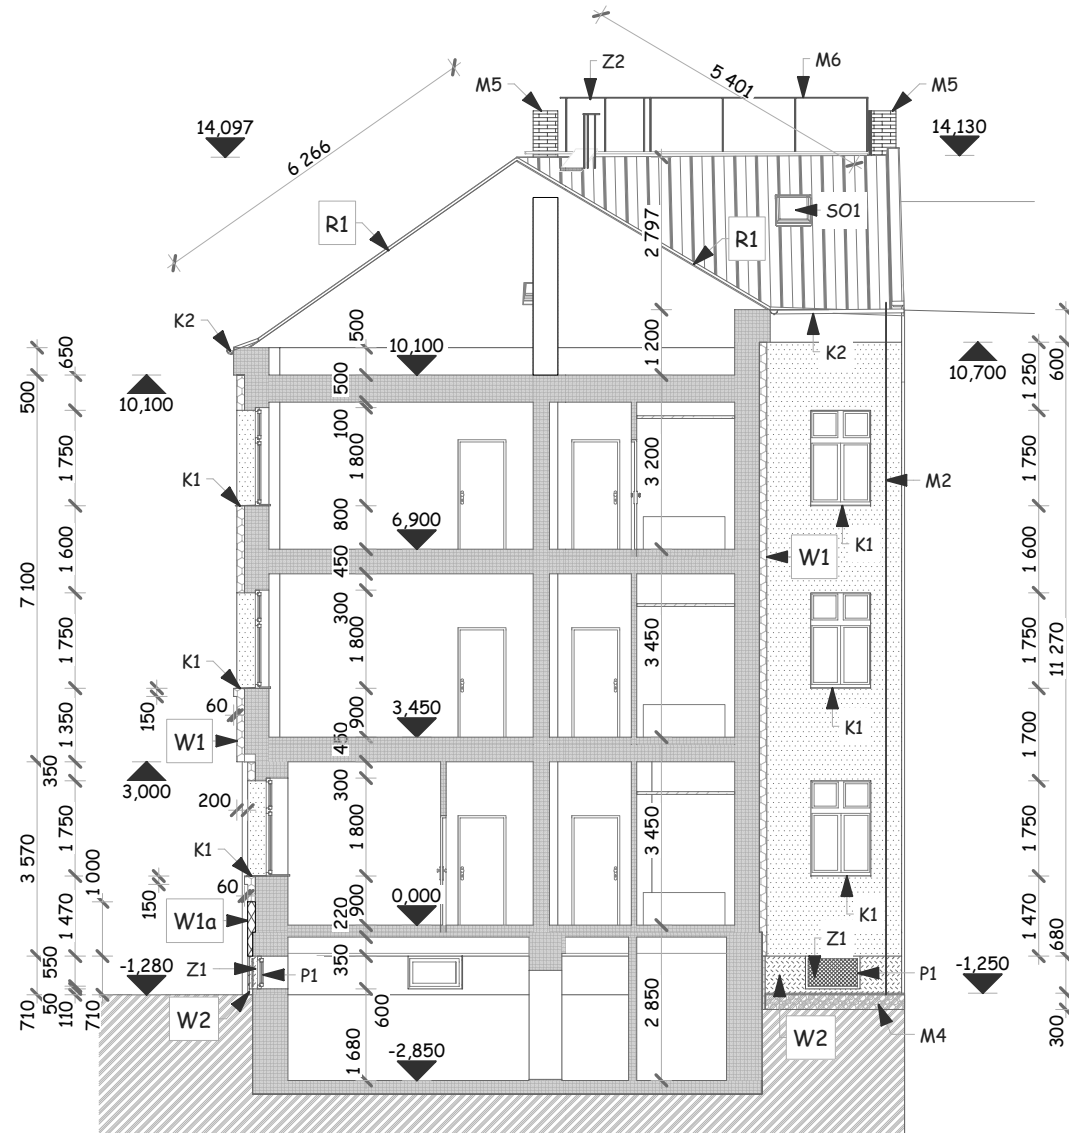 Z2
M6
M5
5 401
M5
14,097
14,130
6 266
SO1
R1
2 797
R1
K2
500
10,100
1 200
K2
650
500
10,100
500
10,700
1 250
600
100
1 750
1 800
3 200
1 750
K1
M2
800
6,900
K1
W1
1 600
450
1 600
7 100
300
1 750
1 800
3 450
1 750
11 270
K1
60
150
900
3,450
K1
1 350
W1
450
1 700
350
3,000
300
200
1 750
1 800
3 450
1 750
3 570
K1
1 000
60
150
0,000
900
K1
W1a
220
1 470
1 470
Z1
680
550
-1,280
Z1
P1
350
P1
-1,250
710
50
110
710
W2
600
2 850
W2
M4
300
1 680
-2,850